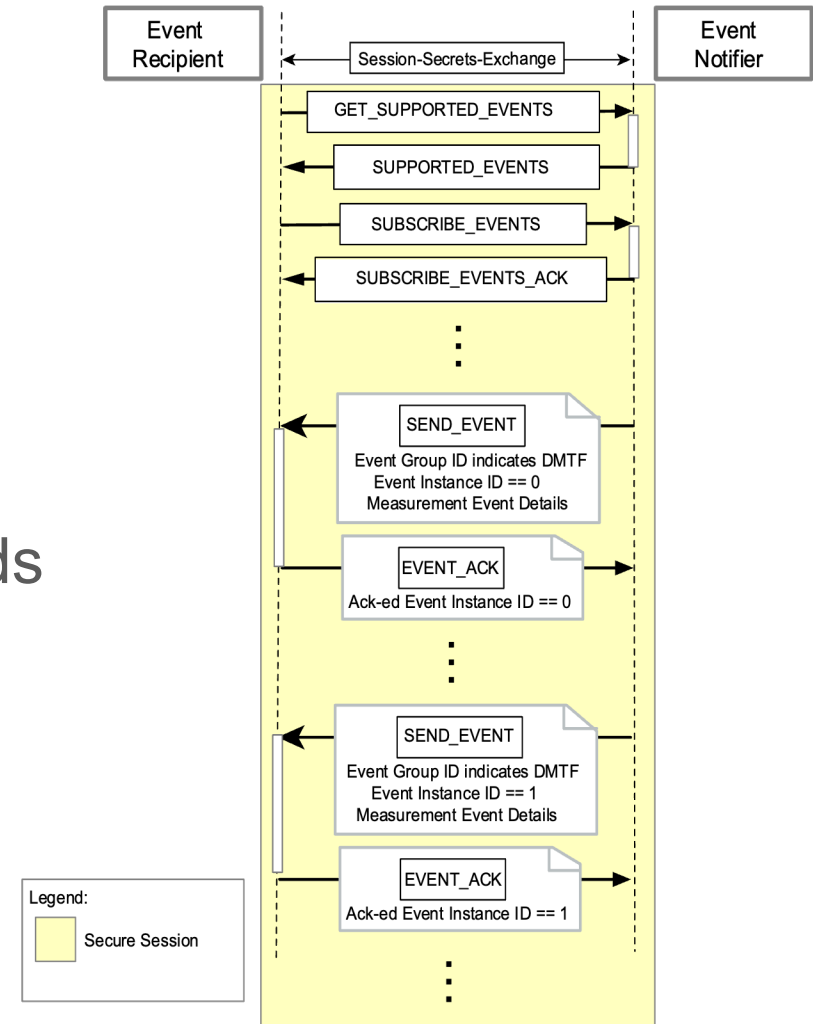 Event
Recipient
Session-Secrets-Exchange
Event
Notifier
GET_SUPPORTED_EVENTS
SUPPORTED_EVENTS
SUBSCRIBE_EVENTS
SUBSCRIBE_EVENTS_ACK
SEND_EVENT
Event Group ID indicates DMTF
Event Instance ID == 0
Measurement Event Details
ds
EVENT_ACK
Ack-ed Event Instance ID == 0
SEND_EVENT
Event Group ID indicates DMTF
Event Instance ID == 1
Measurement Event Details
EVENT_ACK
Ack-ed Event Instance ID == 1
Legend:
Secure Session